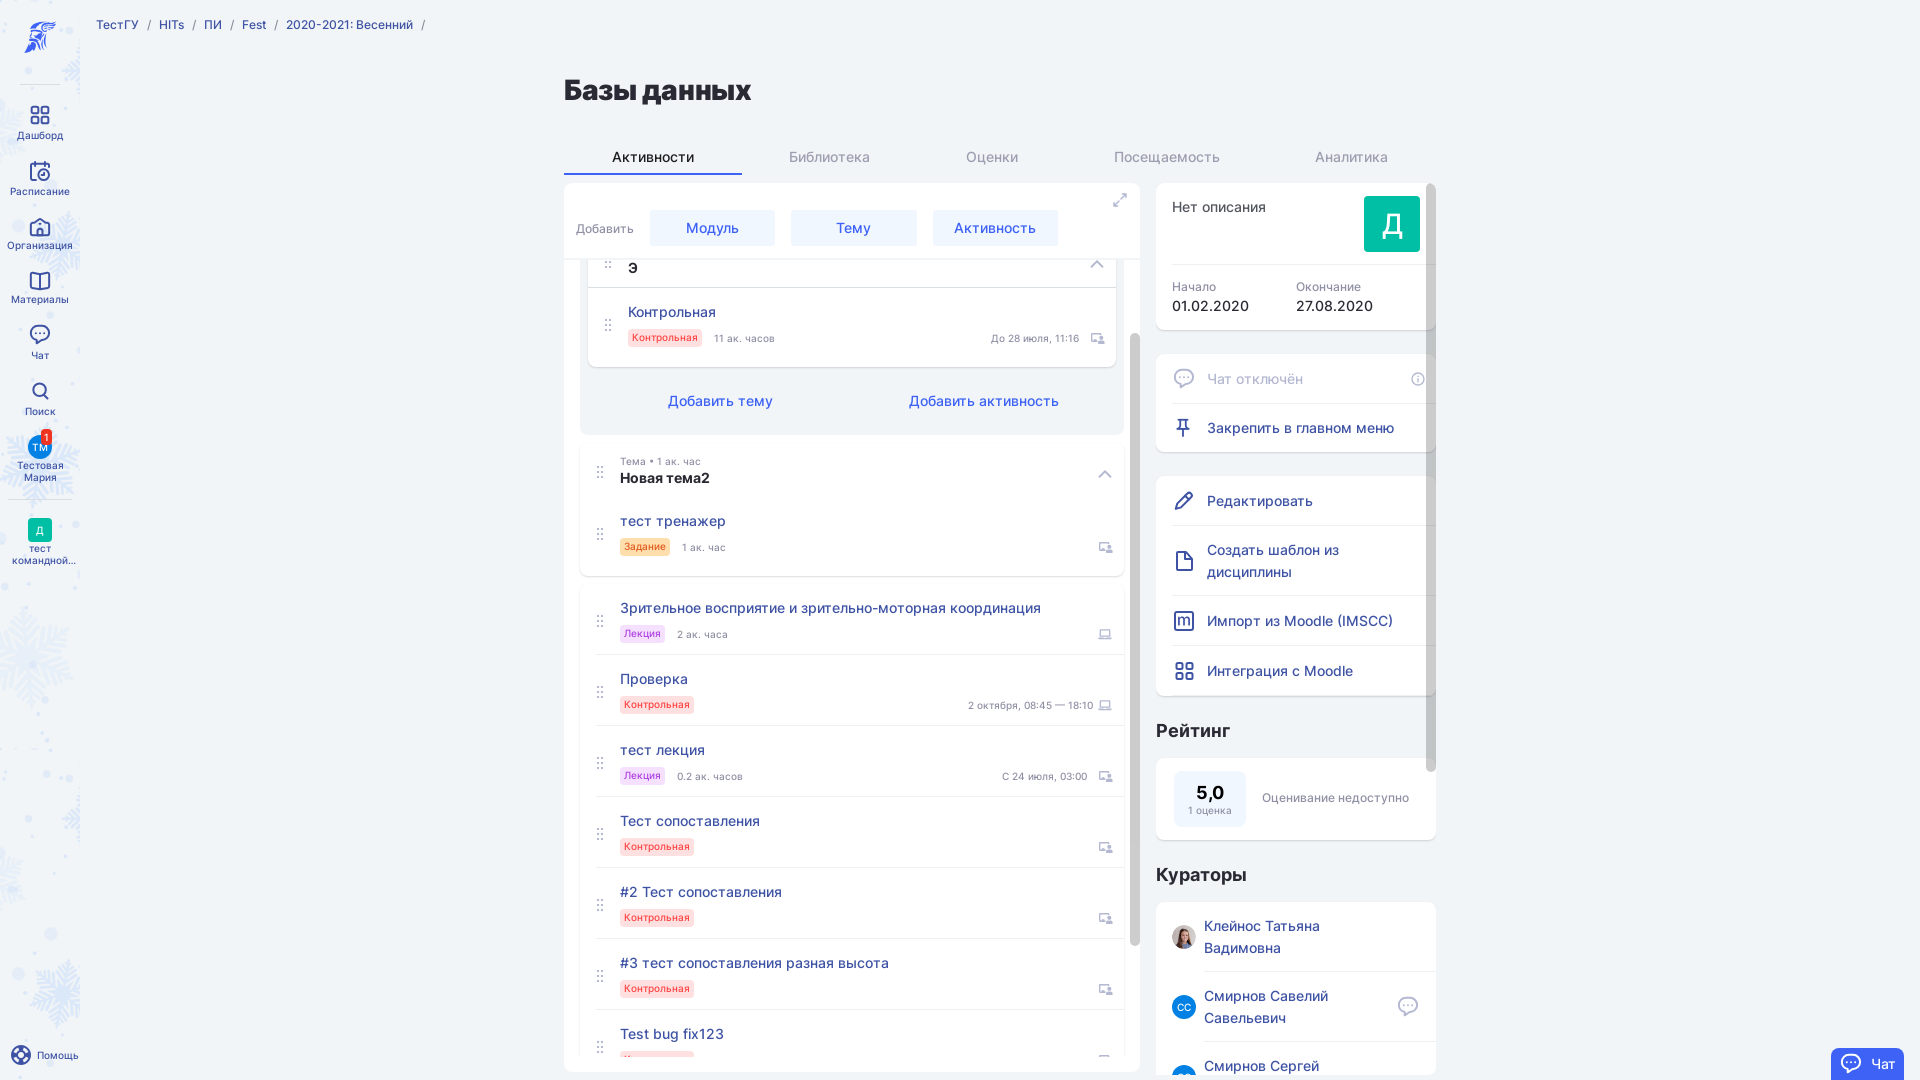 ТестГУ / HITs / ПИ / Fest / 2020-2021: Весенний /
Дашборд
Расписание
Организация
Материалы
Чат
Поиск
1
ТМ
Тестовая
Мария
Д
тест
командной...
Помощь
Базы данных
Активности
Библиотека
Оценки
Посещаемость
Аналитика
Добавить
Модуль
Тему
Активность
Э
Контрольная
Контрольная 11 ак. часов До 28 июля, 11:16
Добавить тему
Добавить активность
Тема • 1 ак. час
Новая тема2
тест тренажер
Задание 1 ак. час
Зрительное восприятие и зрительно-моторная координация
Лекция 2 ак. часа
Проверка
Контрольная 2 октября, 08:45 — 18:10
тест лекция
Лекция 0.2 ак. часов С 24 июля, 03:00
Тест сопоставления
Контрольная
#2 Тест сопоставления
Контрольная
#3 тест сопоставления разная высота
Контрольная
Test bug fix123
Нет описания
Д
Начало
01.02.2020
Окончание
27.08.2020
Чат отключён
Закрепить в главном меню
Редактировать
Создать шаблон из
дисциплины
Импорт из Moodle (IMSCC)
Интеграция с Moodle
Рейтинг
5,0
1 оценка
Оценивание недоступно
Кураторы
Клейнос Татьяна
Вадимовна
СС
Смирнов Савелий
Савельевич
Смирнов Сергей
Чат